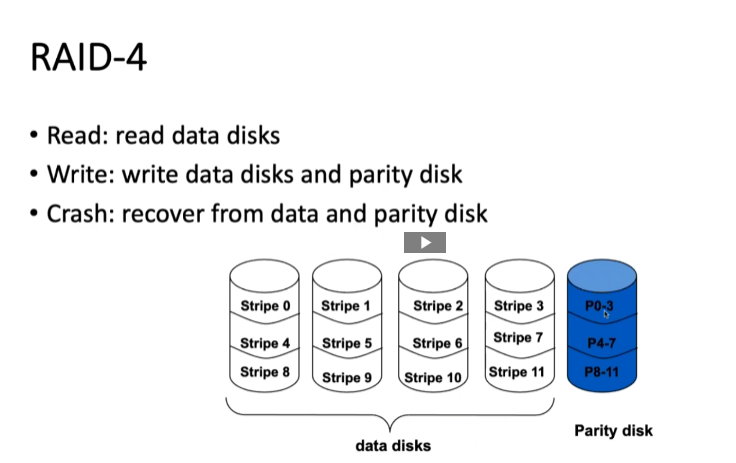 RAID-4
• Read: read data disks
• Write: write data disks and parity disk
• Crash: recover from data and parity disk
Stripe 0 Stripe 1 Stripe 2 Stripe 3 P0-3
Stripe 4 Stripe 5 Stripe 6 Stripe 7 P4-7
Stripe 8 Stripe 9 Stripe 10 Stripe 11 P8-11
data disks
Parity disk